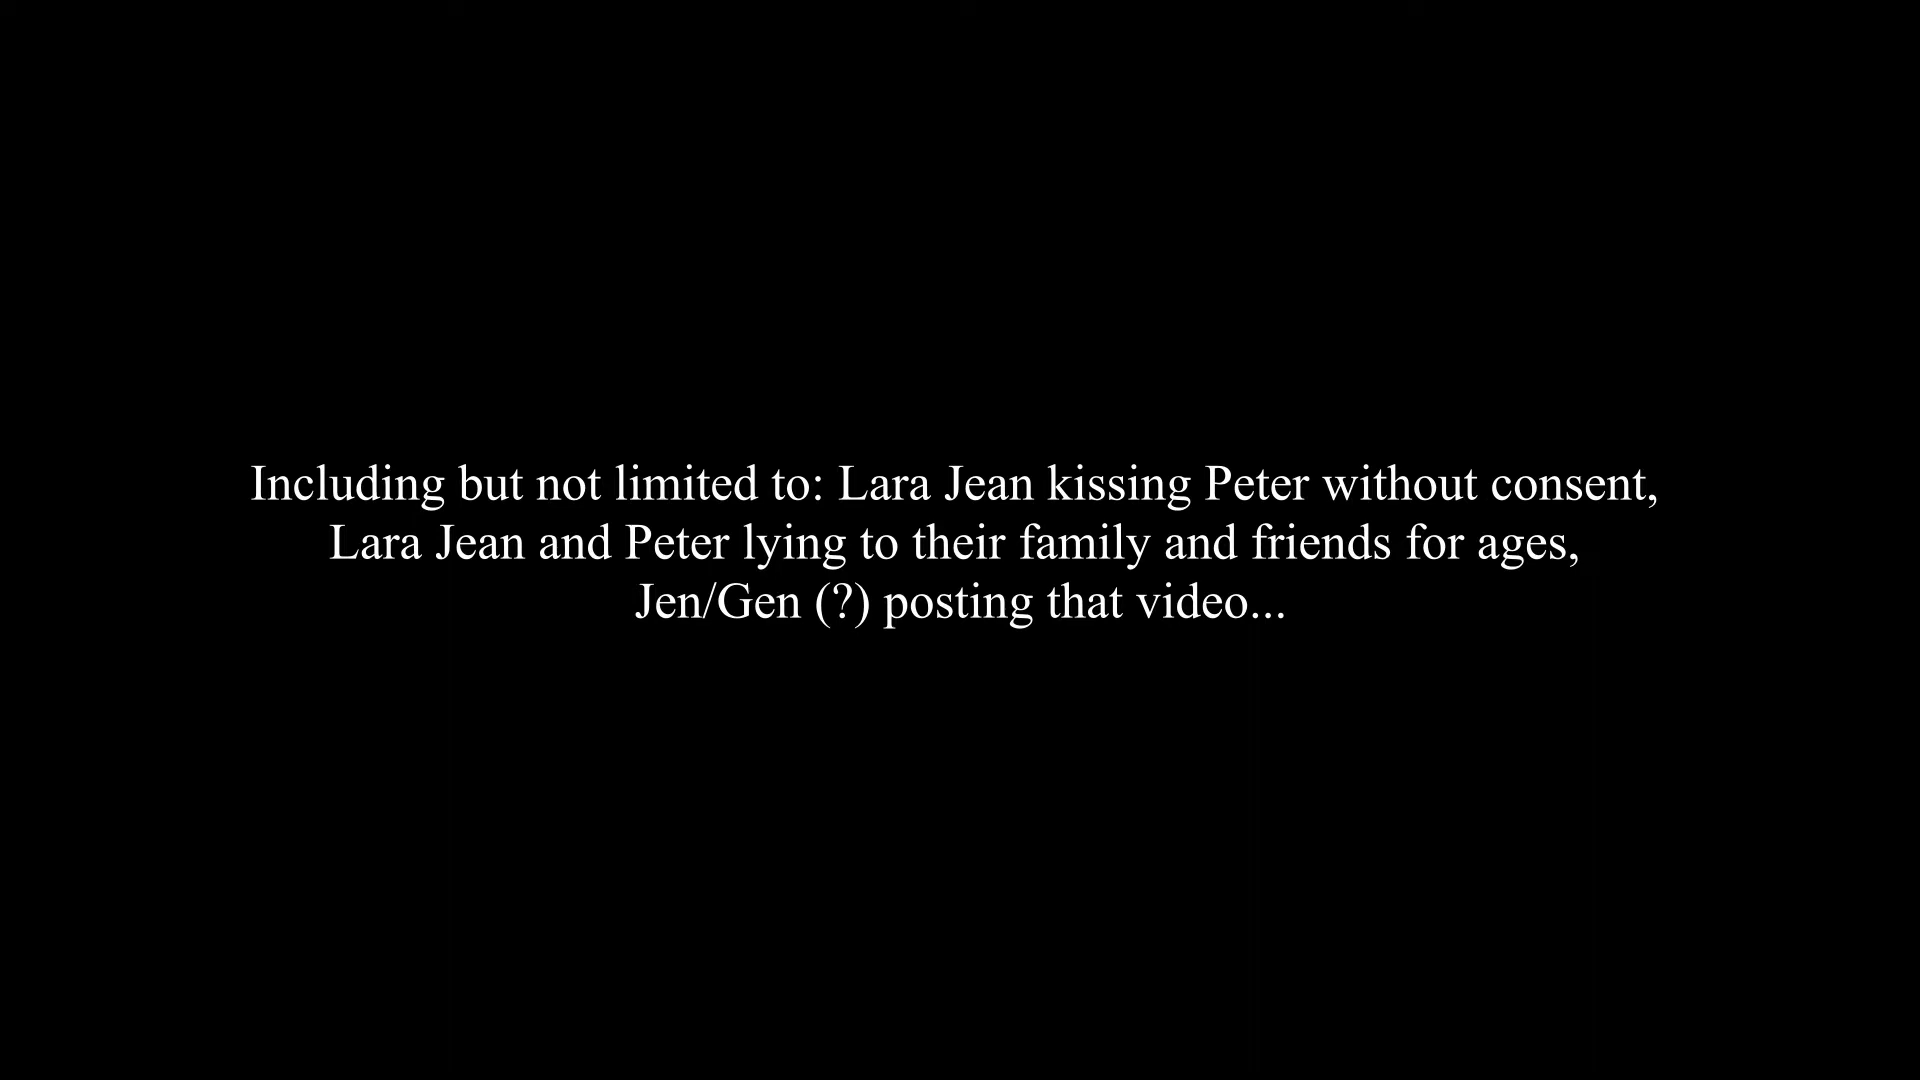 Including but not limited to: Lara Jean kissing Peter without consent,
Lara Jean and Peter lying to their family and friends for ages,
Jen/Gen (?) posting that video...